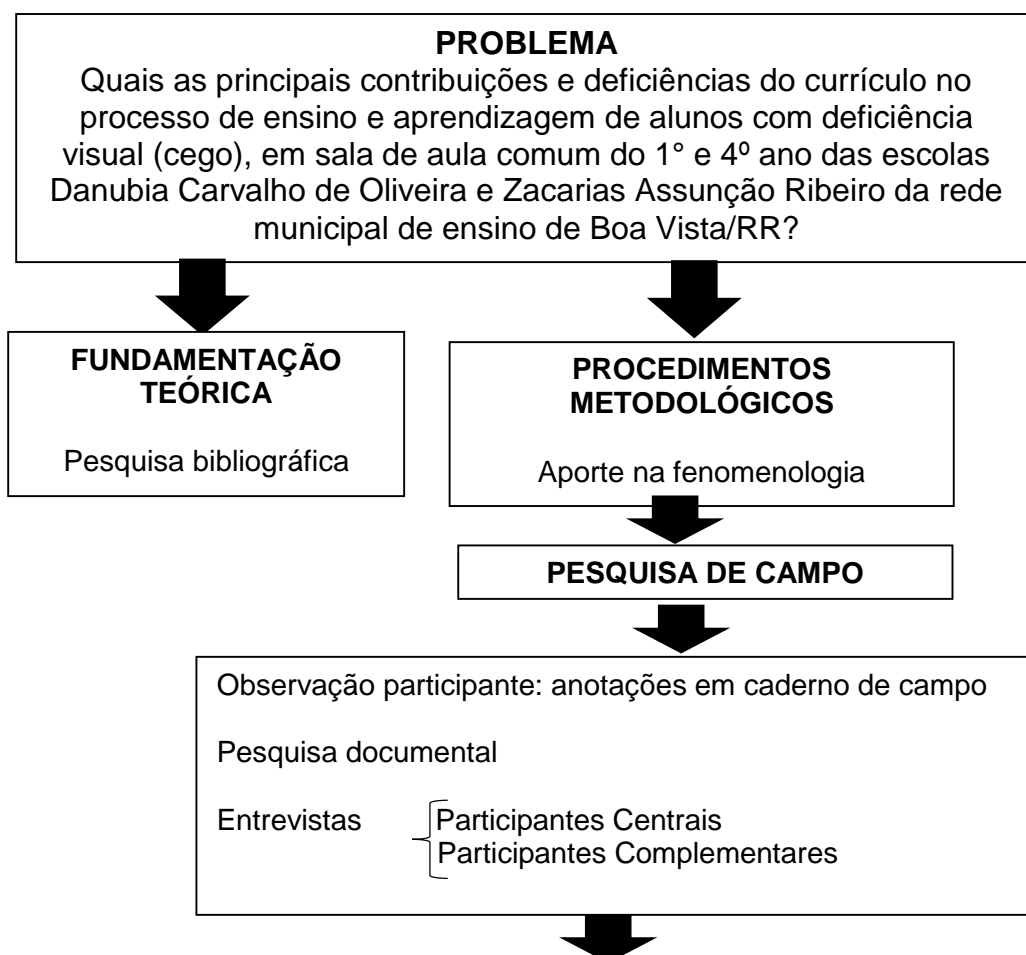 PROBLEMA
Quais as principais contribuições e deficiências do currículo no
processo de ensino e aprendizagem de alunos com deficiência
visual (cego), em sala de aula comum do 1° e 4º ano das escolas
Danubia Carvalho de Oliveira e Zacarias Assunção Ribeiro da rede
municipal de ensino de Boa Vista/RR?
FUNDAMENTAÇÃO
TEÓRICA
Pesquisa bibliográfica
PROCEDIMENTOS
METODOLÓGICOS
Aporte na fenomenologia
PESQUISA DE CAMPO
Observação participante: anotações em caderno de campo
Pesquisa documental
Entrevistas Participantes Centrais
Participantes Complementares